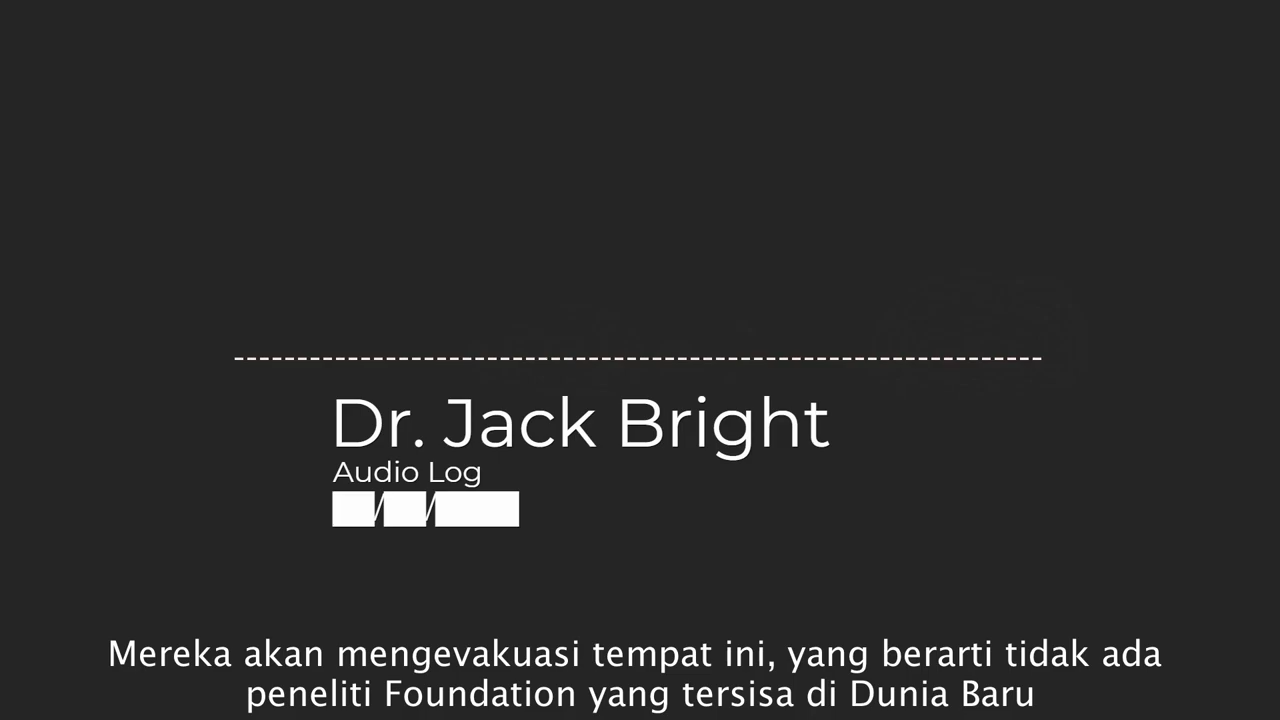 Dr. Jack Bright
Audio Log
██/██/████
Mereka akan mengevakuasi tempat ini, yang berarti tidak ada
peneliti Foundation yang tersisa di Dunia Baru